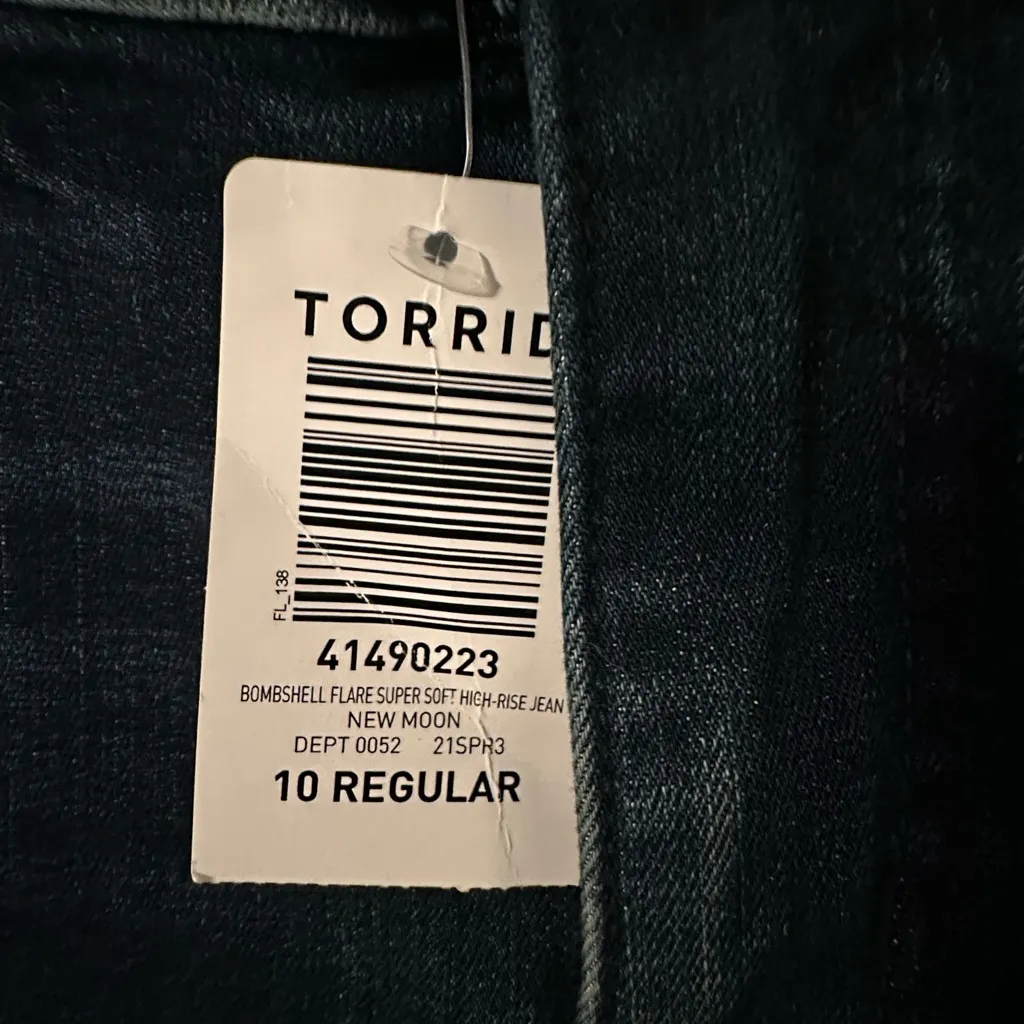 TORRID
FL_138
41490223
BOMBSHELL FLARE SUPER SOFT HIGH-RISE JEAN
NEW MOON
DEPT 0052 21SPR3
10 REGULAR